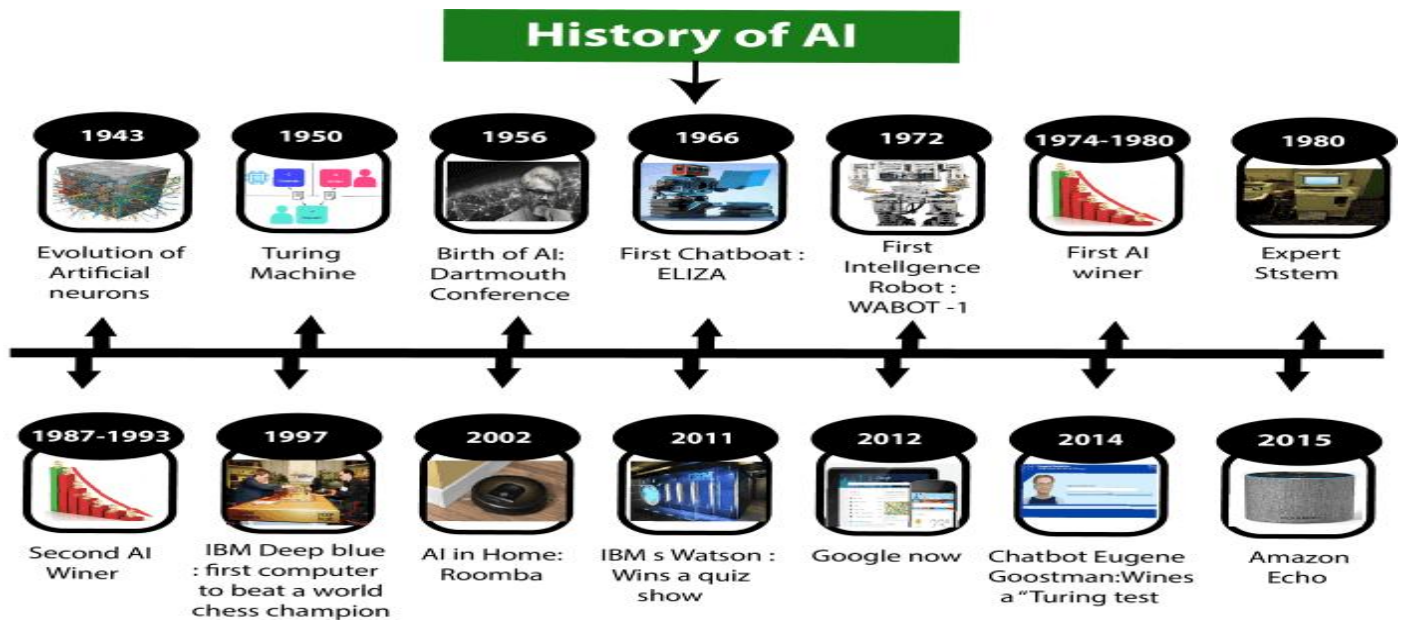 History of AI
1943
1950
1956
1966
1972
1974-1980
1980
Evolution of
Artificial
neurons
Turing
Machine
Birth of AI:
Dartmouth
Conference
First Chatboat :
ELIZA
First
Intellgence
Robot :
WABOT -1
First AI
winer
Expert
Ststem
1987-1993
1997
2002
2011
2012
2014
2015
Second AI
Winer
IBM Deep blue
: first computer
to beat a world
chess champion
AI in Home:
Roomba
IBM s Watson :
Wins a quiz
show
Google now
Chatbot Eugene
Goostman:Wines
a “Turing test
Amazon
Echo